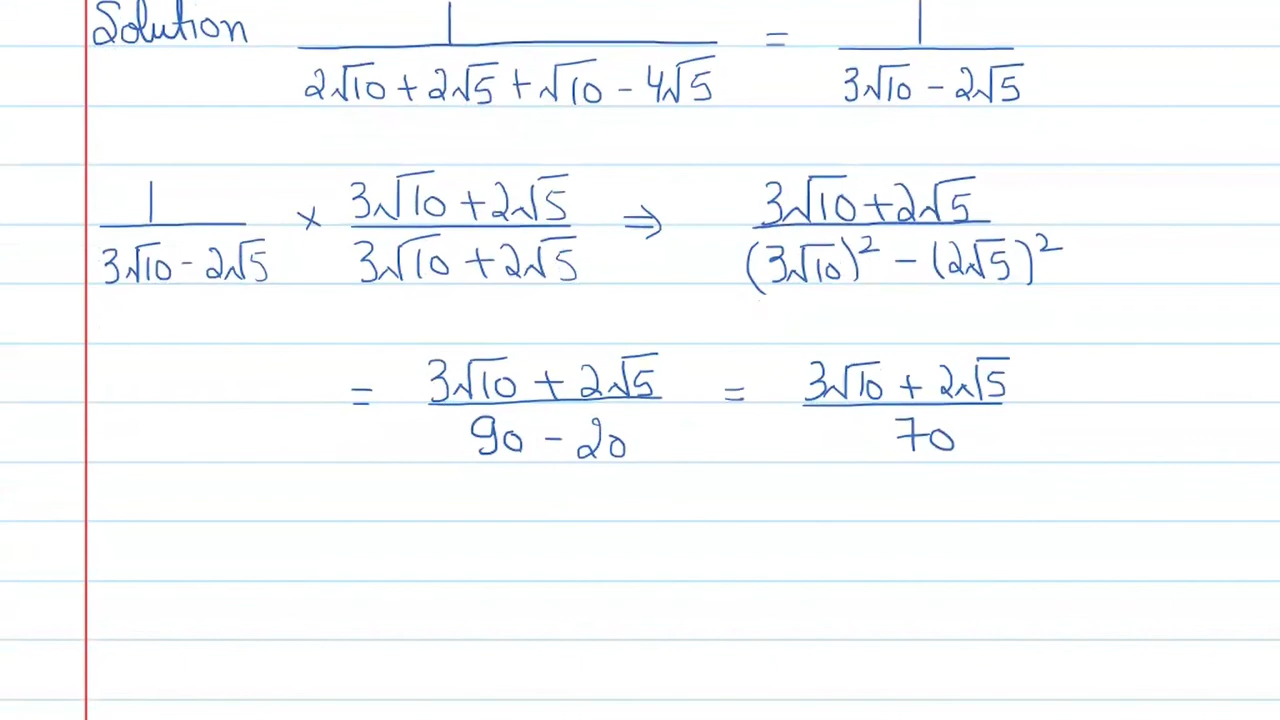 Solution 1/(2√10 + 2√5 + √10 - 4√5) = 1/(3√10 - 2√5)
1/(3√10 - 2√5) × (3√10 + 2√5)/(3√10 + 2√5) ⇒ (3√10 + 2√5)/((3√10)² - (2√5)²)
= (3√10 + 2√5)/(90 - 20) = (3√10 + 2√5)/70